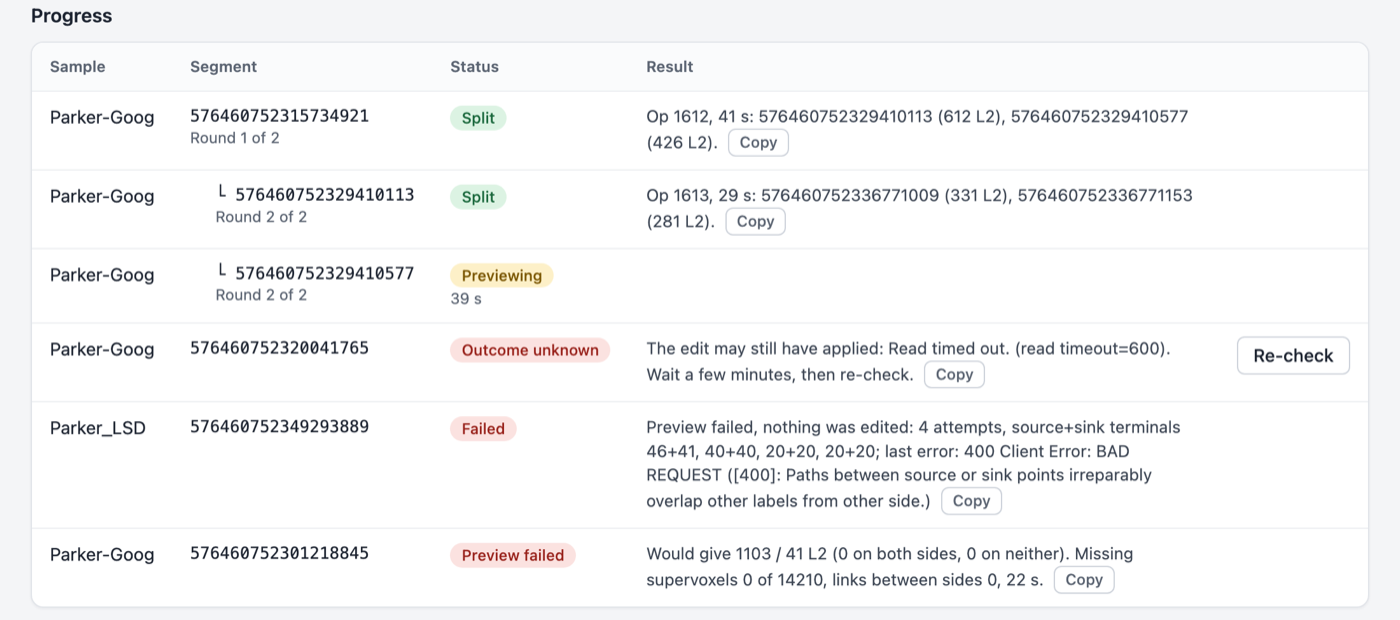 Progress
Sample Segment Status Result
Parker-Goog 576460752315734921 Split Op 1612, 41 s: 576460752329410113 (612 L2), 576460752329410577
Round 1 of 2 (426 L2). Copy
Parker-Goog └ 576460752329410113 Split Op 1613, 29 s: 576460752336771009 (331 L2), 576460752336771153
Round 2 of 2 (281 L2). Copy
Parker-Goog └ 576460752329410577 Previewing
Round 2 of 2 39 s
Parker-Goog 576460752320041765 Outcome unknown The edit may still have applied: Read timed out. (read timeout=600). Re-check
Wait a few minutes, then re-check. Copy
Parker_LSD 576460752349293889 Failed Preview failed, nothing was edited: 4 attempts, source+sink terminals
46+41, 40+40, 20+20, 20+20; last error: 400 Client Error: BAD
REQUEST ([400]: Paths between source or sink points irreparably
overlap other labels from other side.) Copy
Parker-Goog 576460752301218845 Preview failed Would give 1103 / 41 L2 (0 on both sides, 0 on neither). Missing
supervoxels 0 of 14210, links between sides 0, 22 s. Copy